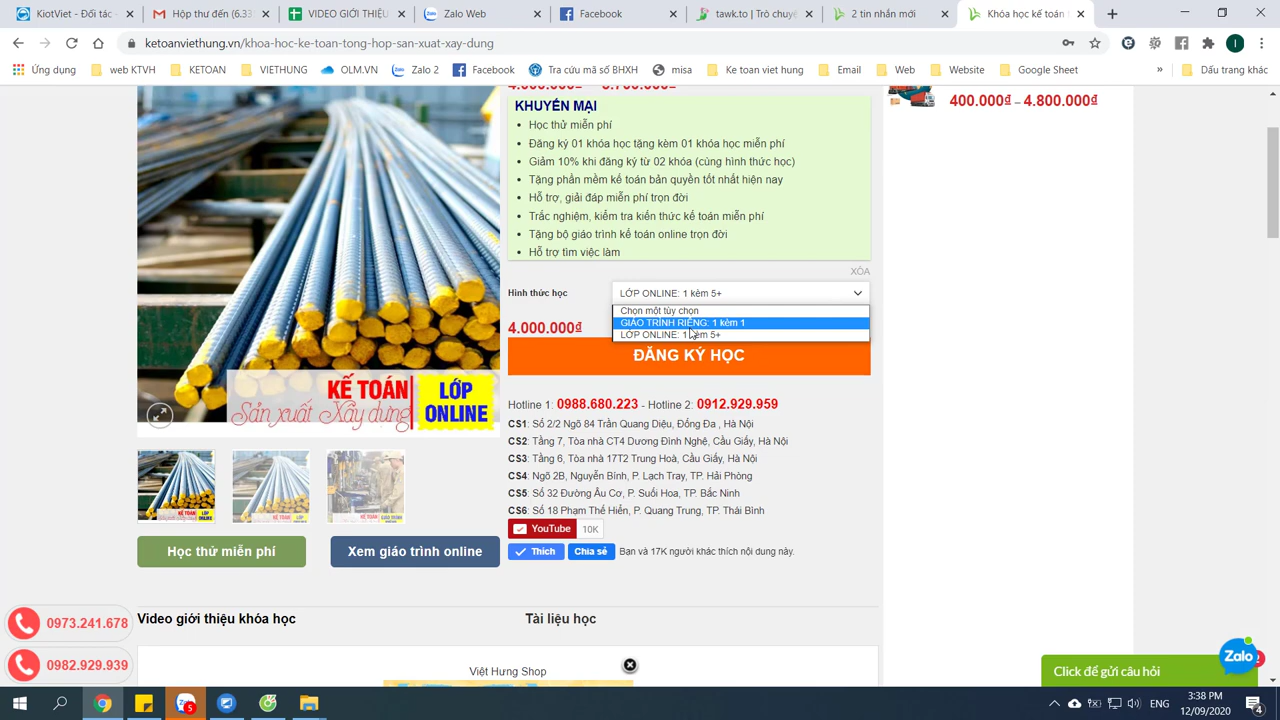 KiotViet - Đối tác -
Hộp thư đến (6.33
VIDEO GIỚI THIỆU
Zalo Web
Facebook
tawk.to | Trò chuyệ
2 tin nhắn mới
Khóa học kế toán
ketoanviethung.vn/khoa-hoc-ke-toan-tong-hop-san-xuat-xay-dung
Ứng dụng
web KTVH
KETOAN
VIETHUNG
OLM.VN
Zalo 2
Facebook
Tra cứu mã số BHXH
misa
Ke toan viet hung
Email
Web
Website
Google Sheet
»
Dấu trang khác
400.000₫ – 4.800.000₫
KHUYẾN MẠI
Học thử miễn phí
Đăng ký 01 khóa học tặng kèm 01 khóa học miễn phí
Giảm 10% khi đăng ký từ 02 khóa (cùng hình thức học)
Tặng phần mềm kế toán bản quyền tốt nhất hiện nay
Hỗ trợ, giải đáp miễn phí trọn đời
Trắc nghiệm, kiểm tra kiến thức kế toán miễn phí
Tặng bộ giáo trình kế toán online trọn đời
Hỗ trợ tìm việc làm
XÓA
Hình thức học
LỚP ONLINE: 1 kèm 5+
Chọn một tùy chọn
GIÁO TRÌNH RIÊNG: 1 kèm 1
LỚP ONLINE: 1 kèm 5+
4.000.000₫
ĐĂNG KÝ HỌC
KẾ TOÁN
Sản xuất Xây dựng
LỚP
ONLINE
Hotline 1: 0988.680.223 - Hotline 2: 0912.929.959
CS1: Số 2/2 Ngõ 84 Trần Quang Diệu, Đống Đa , Hà Nội
CS2: Tầng 7, Tòa nhà CT4 Dương Đình Nghệ, Cầu Giấy, Hà Nội
CS3: Tầng 6, Tòa nhà 17T2 Trung Hoà, Cầu Giấy, Hà Nội
CS4: Ngõ 2B, Nguyễn Bình, P. Lạch Tray, TP. Hải Phòng
CS5: Số 32 Đường Âu Cơ, P. Suối Hoa, TP. Bắc Ninh
CS6: Số 18 Phạm Thế Hiển, P. Quang Trung, TP. Thái Bình
YouTube 10K
Thích Chia sẻ Bạn và 17K người khác thích nội dung này.
Học thử miễn phí
Xem giáo trình online
0973.241.678
0982.929.939
Video giới thiệu khóa học
Tài liệu học
Việt Hưng Shop
Zalo
2
Click để gửi câu hỏi
5
ENG
3:38 PM
12/09/2020
4